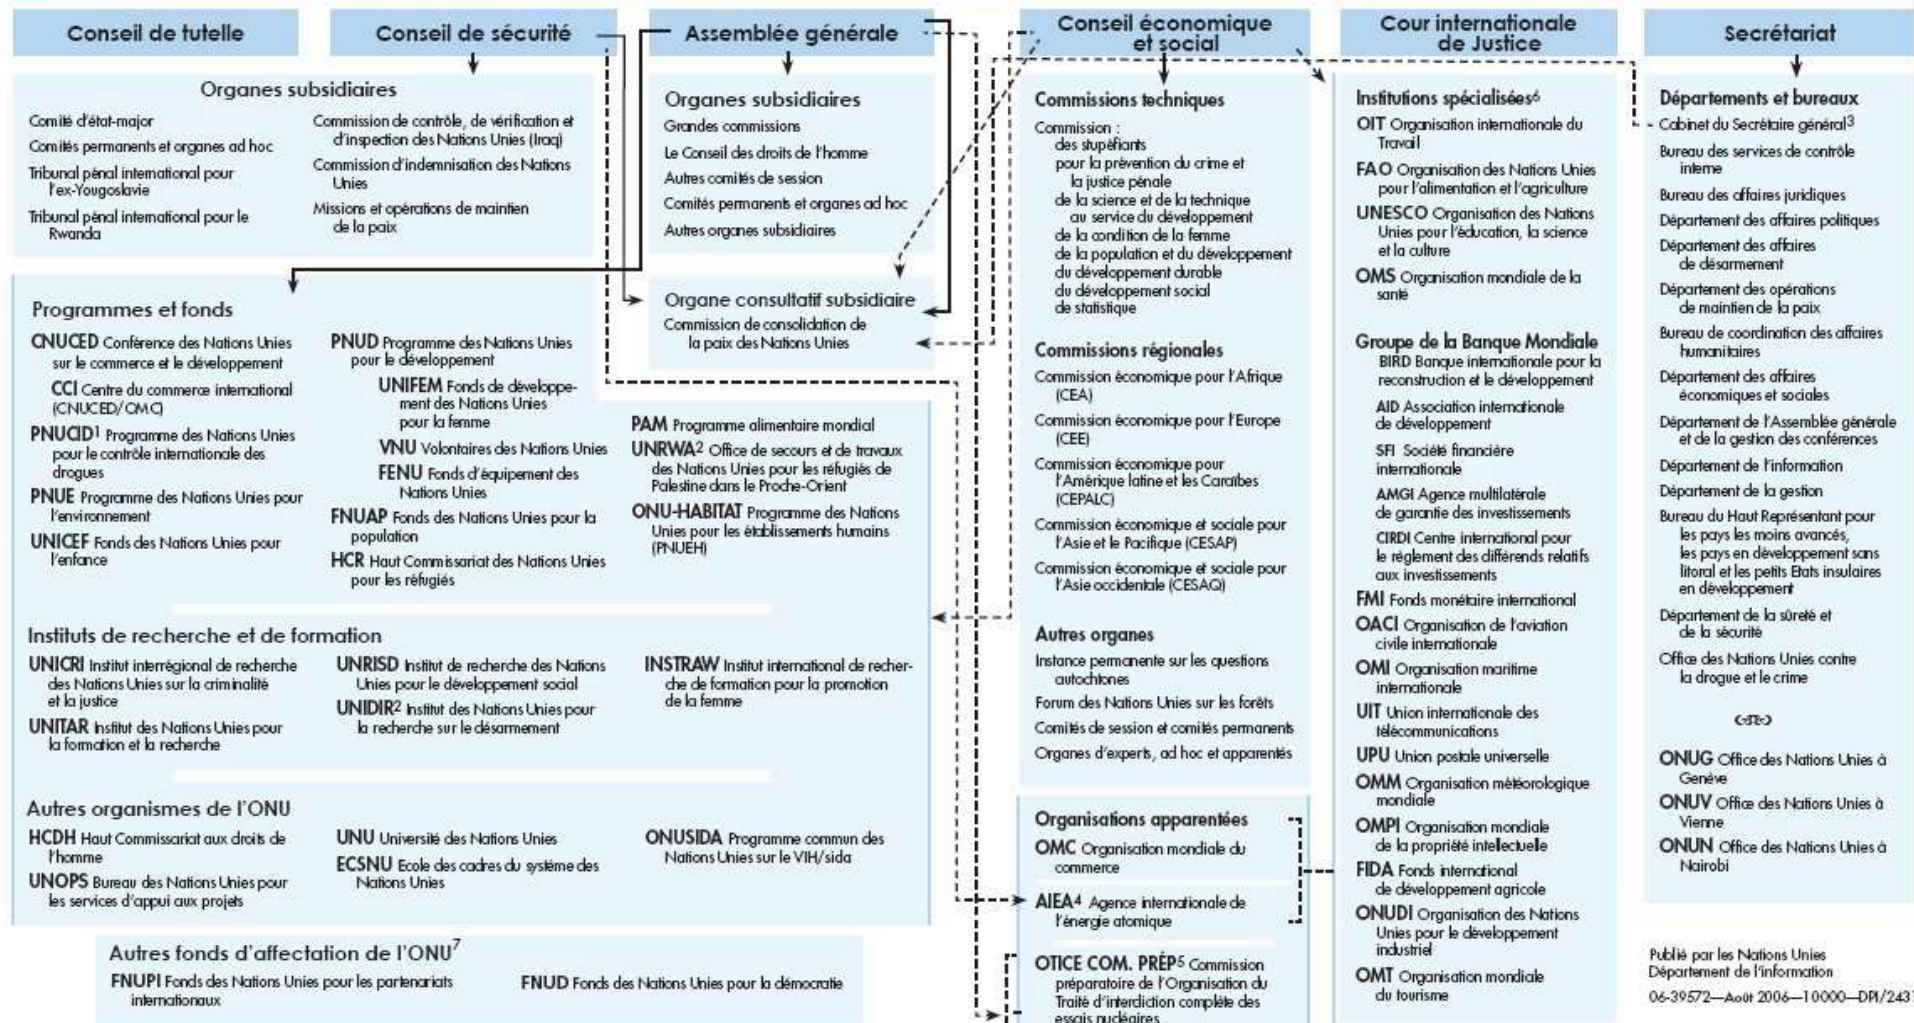 Conseil de tutelle
Conseil de sécurité
Assemblée générale
Conseil économique
et social
Cour internationale
de Justice
Secrétariat
Organes subsidiaires
Comité d'état-major
Comités permanents et organes ad hoc
Tribunal pénal international pour
l'ex-Yougoslavie
Tribunal pénal international pour le
Rwanda
Commission de contrôle, de vérification et
d'inspection des Nations Unies (Iraq)
Commission d'indemnisation des Nations
Unies
Missions et opérations de maintien
de la paix
Organes subsidiaires
Grandes commissions
Le Conseil des droits de l'homme
Autres comités de session
Comités permanents et organes ad hoc
Autres organes subsidiaires
Organe consultatif subsidiaire
Commission de consolidation de
la paix des Nations Unies
Programmes et fonds
CNUCED Conférence des Nations Unies
sur le commerce et le développement
CCI Centre du commerce international
(CNUCED/OMC)
PNUCID1 Programme des Nations Unies
pour le contrôle internationale des
drogues
PNUE Programme des Nations Unies pour
l'environnement
UNICEF Fonds des Nations Unies pour
l'enfance
PNUD Programme des Nations Unies
pour le développement
UNIFEM Fonds de développe-
ment des Nations Unies
pour la femme
VNU Volontaires des Nations Unies
FENU Fonds d'équipement des
Nations Unies
FNUAP Fonds des Nations Unies pour la
population
HCR Haut Commissariat des Nations Unies
pour les réfugiés
PAM Programme alimentaire mondial
UNRWA2 Office de secours et de travaux
des Nations Unies pour les réfugiés de
Palestine dans le Proche-Orient
ONU-HABITAT Programme des Nations
Unies pour les établissements humains
(PNUEH)
Instituts de recherche et de formation
UNICRI Institut interrégional de recherche
des Nations Unies sur la criminalité
et la justice
UNITAR Institut des Nations Unies pour
la formation et la recherche
UNRISD Institut de recherche des Nations
Unies pour le développement social
UNIDIR2 Institut des Nations Unies pour
la recherche sur le désarmement
INSTRAW Institut international de recher-
che de formation pour la promotion
de la femme
Autres organismes de l'ONU
HCDH Haut Commissariat aux droits de
l'homme
UNOPS Bureau des Nations Unies pour
les services d'appui aux projets
UNU Université des Nations Unies
ECSNU Ecole des cadres du système des
Nations Unies
ONUSIDA Programme commun des
Nations Unies sur le VIH/sida
Autres fonds d'affectation de l'ONU7
FNUPI Fonds des Nations Unies pour les partenariats
internationaux
FNUD Fonds des Nations Unies pour la démocratie
Commissions techniques
Commission :
des stupéfiants
pour la prévention du crime et
la justice pénale
de la science et de la technique
au service du développement
de la condition de la femme
de la population et du développement
du développement durable
du développement social
de statistique
Commissions régionales
Commission économique pour l'Afrique
(CEA)
Commission économique pour l'Europe
(CEE)
Commission économique pour
l'Amérique latine et les Caraïbes
(CEPALC)
Commission économique et sociale pour
l'Asie et le Pacifique (CESAP)
Commission économique et sociale pour
l'Asie occidentale (CESAO)
Autres organes
Instance permanente sur les questions
autochtones
Forum des Nations Unies sur les forêts
Comités de session et comités permanents
Organes d'experts, ad hoc et apparentés
Organisations apparentées
OMC Organisation mondiale du
commerce
AIEA4 Agence internationale de
l'énergie atomique
OTICE COM. PRÉP5 Commission
préparatoire de l'Organisation du
Traité d'interdiction complète des
essais nucléaires
Institutions spécialisées6
OIT Organisation internationale du
Travail
FAO Organisation des Nations Unies
pour l'alimentation et l'agriculture
UNESCO Organisation des Nations
Unies pour l'éducation, la science
et la culture
OMS Organisation mondiale de la
santé
Groupe de la Banque Mondiale
BIRD Banque internationale pour la
reconstruction et le développement
AID Association internationale
de développement
SFI Société financière
internationale
AMGI Agence multilatérale
de garantie des investissements
CIRDI Centre international pour
le règlement des différends relatifs
aux investissements
FMI Fonds monétaire international
OACI Organisation de l'aviation
civile internationale
OMI Organisation maritime
internationale
UIT Union internationale des
télécommunications
UPU Union postale universelle
OMM Organisation météorologique
mondiale
OMPI Organisation mondiale
de la propriété intellectuelle
FIDA Fonds international
de développement agricole
ONUDI Organisation des Nations
Unies pour le développement
industriel
OMT Organisation mondiale
du tourisme
Départements et bureaux
Cabinet du Secrétaire général3
Bureau des services de contrôle
interne
Bureau des affaires juridiques
Département des affaires politiques
Département des affaires
de désarmement
Département des opérations
de maintien de la paix
Bureau de coordination des affaires
humanitaires
Département des affaires
économiques et sociales
Département de l'Assemblée générale
et de la gestion des conférences
Département de l'information
Département de la gestion
Bureau du Haut Représentant pour
les pays les moins avancés,
les pays en développement sans
litoral et les petits Etats insulaires
en développement
Département de la sûreté et
de la sécurité
Office des Nations Unies contre
la drogue et le crime
ONUG Office des Nations Unies à
Genève
ONUV Office des Nations Unies à
Vienne
ONUN Office des Nations Unies à
Nairobi
Publié par les Nations Unies
Département de l'information
06-39572—Août 2006—10000—DPI/2431